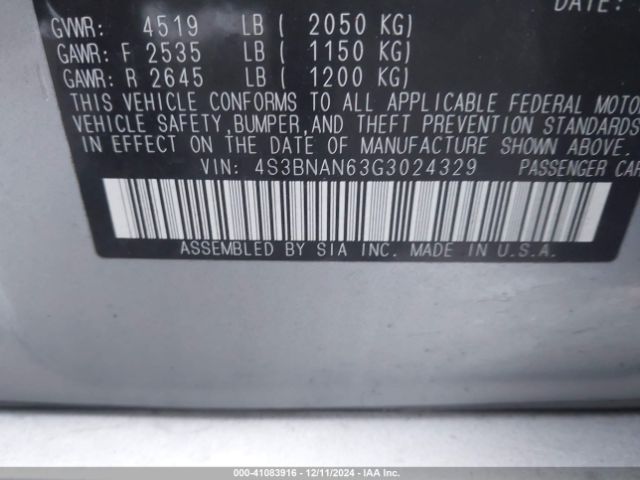 DATE:
GVWR: 4519 LB ( 2050 KG)
GAWR: F 2535 LB ( 1150 KG)
GAWR: R 2645 LB ( 1200 KG)
THIS VEHICLE CONFORMS TO ALL APPLICABLE FEDERAL MOTO
VEHICLE SAFETY,BUMPER,AND THEFT PREVENTION STANDARDS
IN EFFECT ON THE DATE OF MANUFACTURE SHOWN ABOVE.
VIN: 4S3BNAN63G3024329 PASSENGER CAR
ASSEMBLED BY SIA INC. MADE IN U.S.A.
000-41083916 - 12/11/2024 - IAA Inc.